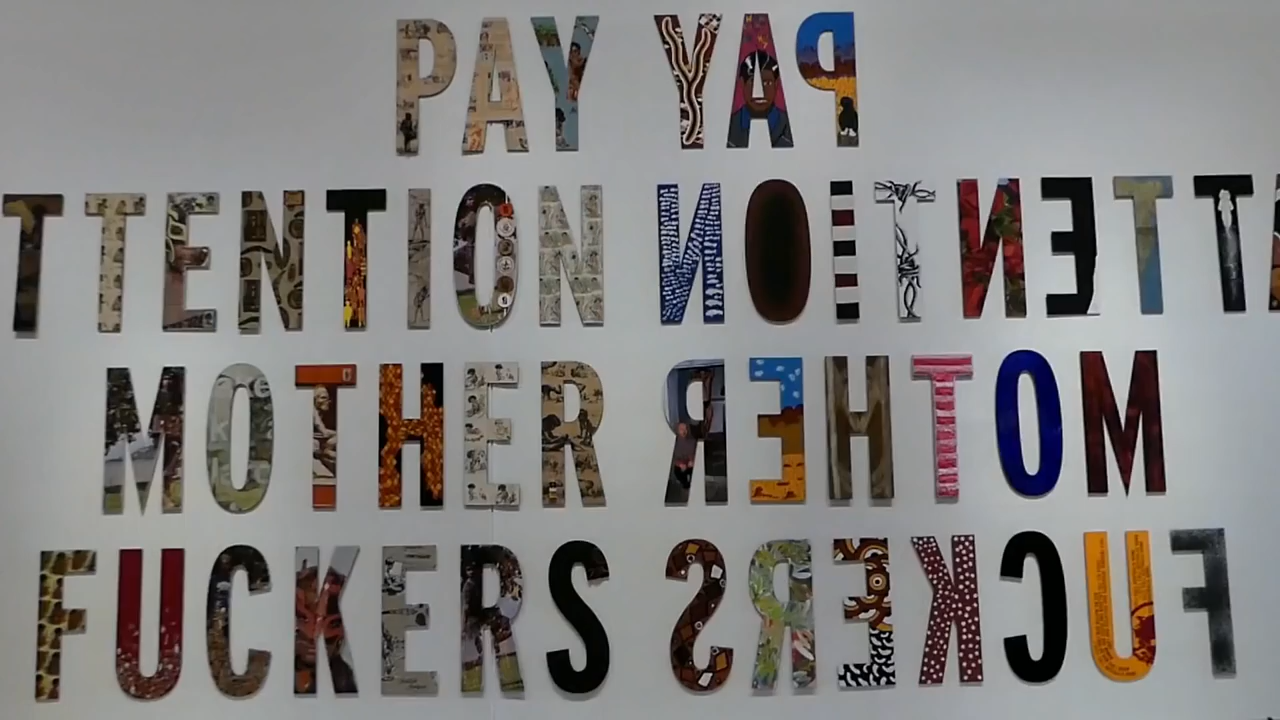 PAY YAP
TTENTION NOITNETT
MOTHER REHTOM
FUCKERS SREKCUF